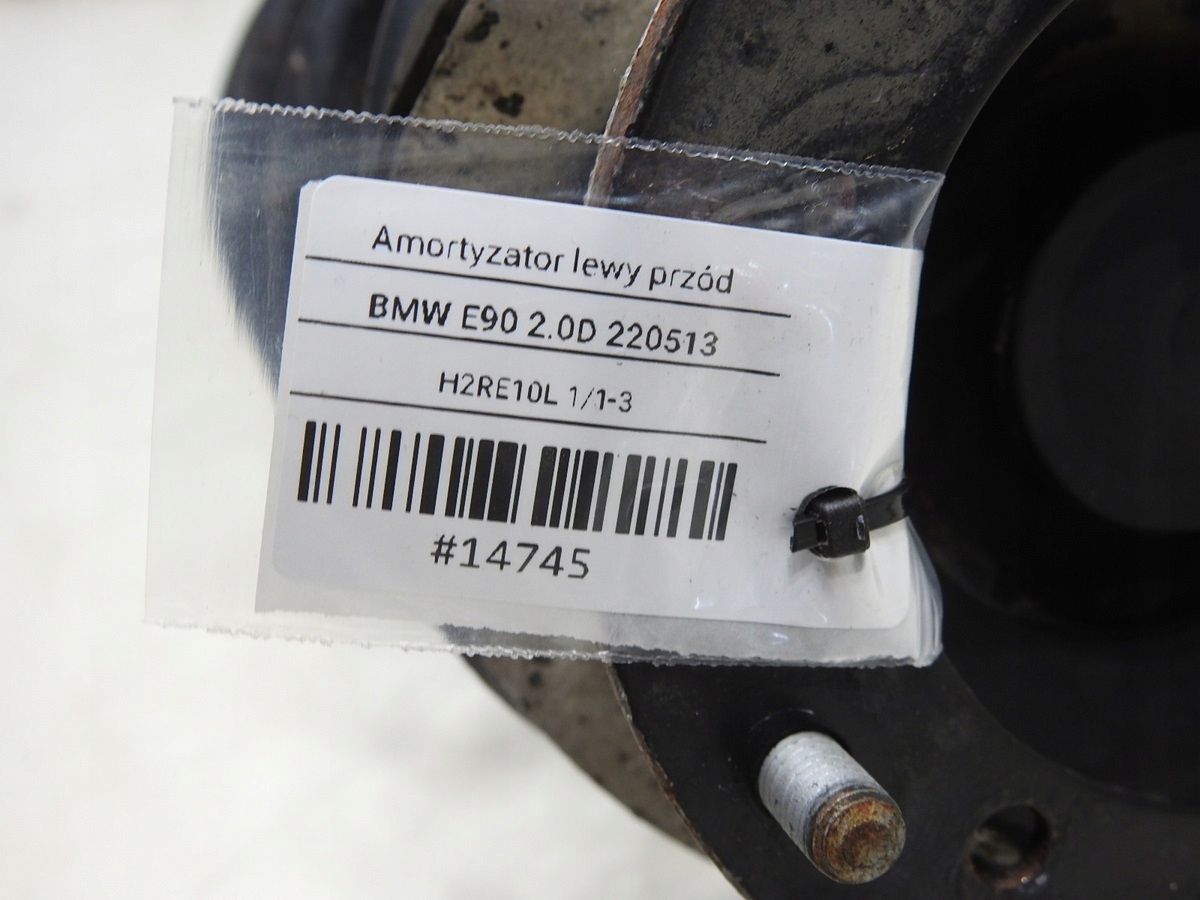 Amortyzator lewy przód
BMW E90 2.0D 220513
H2RE10L 1/1-3
#14745